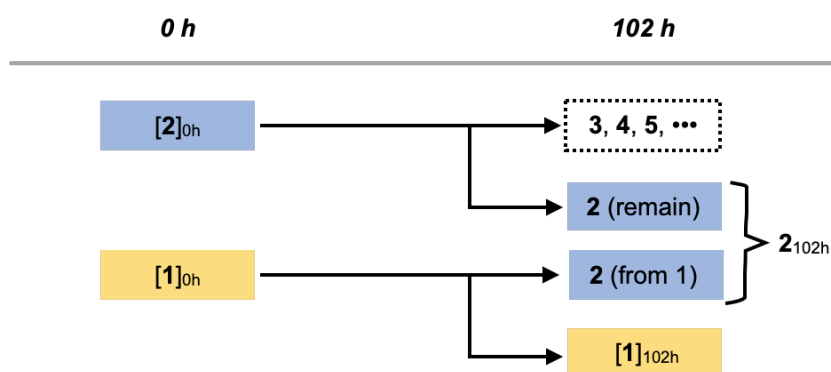 0 h 102 h
[2]0h 3, 4, 5, •••
2 (remain)
2102h
[1]0h 2 (from 1)
[1]102h